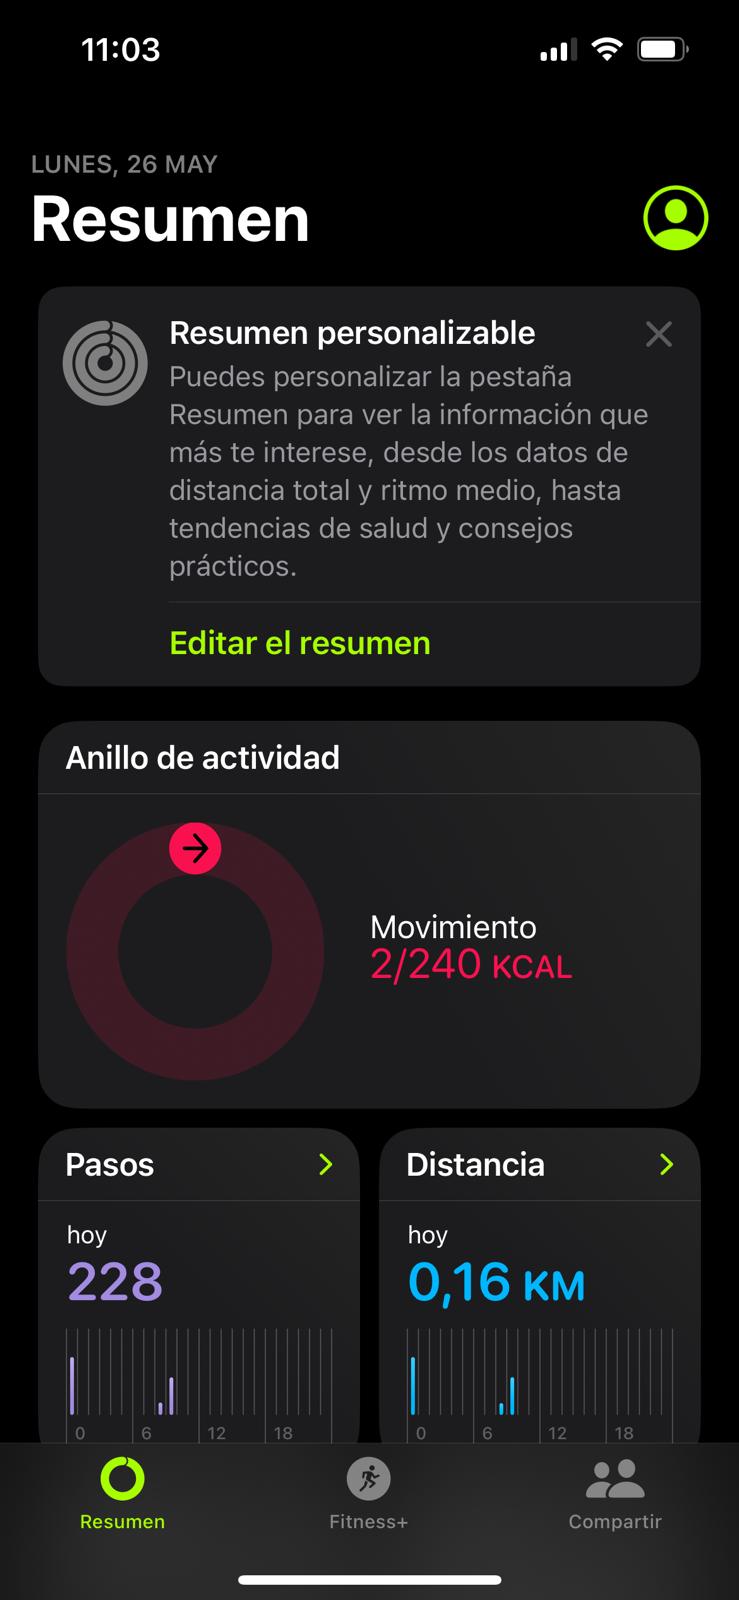 11:03
LUNES, 26 MAY
Resumen
Resumen personalizable
Puedes personalizar la pestaña
Resumen para ver la información que
más te interese, desde los datos de
distancia total y ritmo medio, hasta
tendencias de salud y consejos
prácticos.
Editar el resumen
Anillo de actividad
Movimiento
2/240 KCAL
Pasos
hoy
228
0 6 12 18
Distancia
hoy
0,16 KM
0 6 12 18
Resumen
Fitness+
Compartir